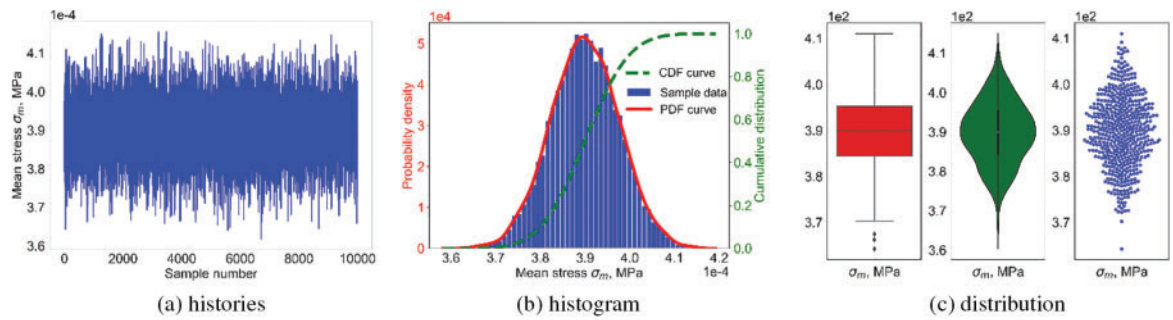 1e-4
4.1
4.0
3.9
3.8
3.7
3.6
Mean stress σm, MPa
0
2000
4000
6000
8000
10000
Sample number
(a) histories
1e4
5
4
3
2
1
0
Probability density
CDF curve
Sample data
PDF curve
1.0
0.8
0.6
0.4
0.2
0.0
Cumulative distribution
3.6
3.7
3.8
3.9
4.0
4.1
4.2
1e-4
Mean stress σm, MPa
(b) histogram
1e2
4.1
4.0
3.9
3.8
3.7
σm, MPa
1e2
4.1
4.0
3.9
3.8
3.7
3.6
σm, MPa
1e2
4.1
4.0
3.9
3.8
3.7
σm, MPa
(c) distribution